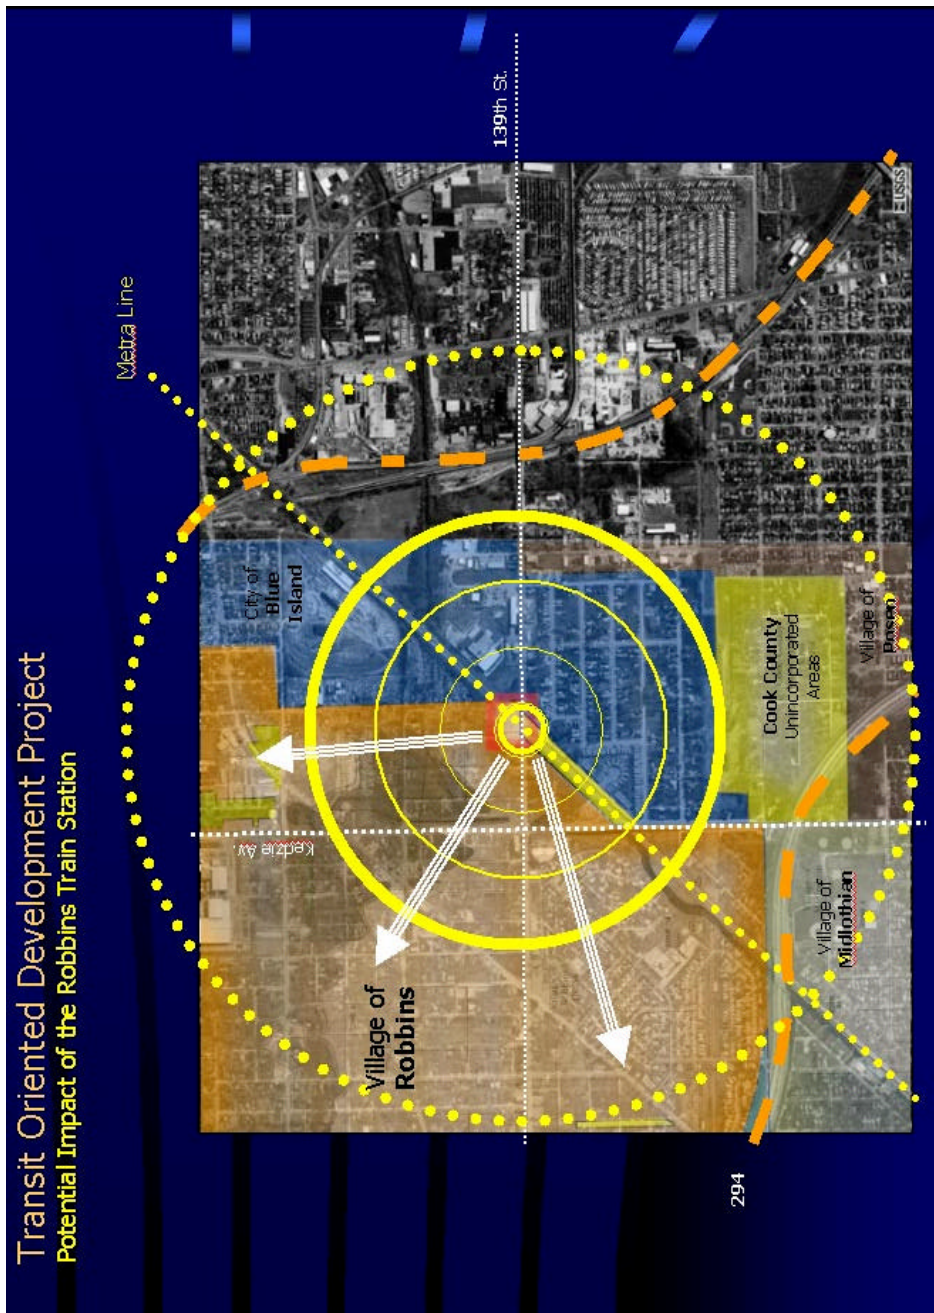 Transit Oriented Development Project
Potential Impact of the Robbins Train Station
Metra Line
139th St.
City of
Blue
Island
Kedzie Av.
Village of
Robbins
Cook County
Unincorporated
Areas
Village of
Posen
Village of
Midlothian
294
USGS